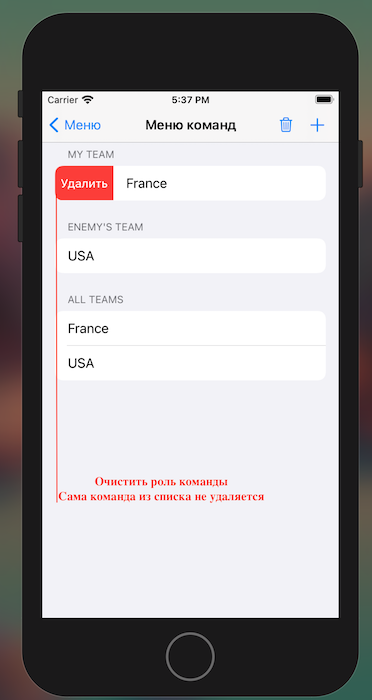 Carrier 5:37 PM
Меню Меню команд
MY TEAM
Удалить France
ENEMY'S TEAM
USA
ALL TEAMS
France
USA
Очистить роль команды
Сама команда из списка не удаляется